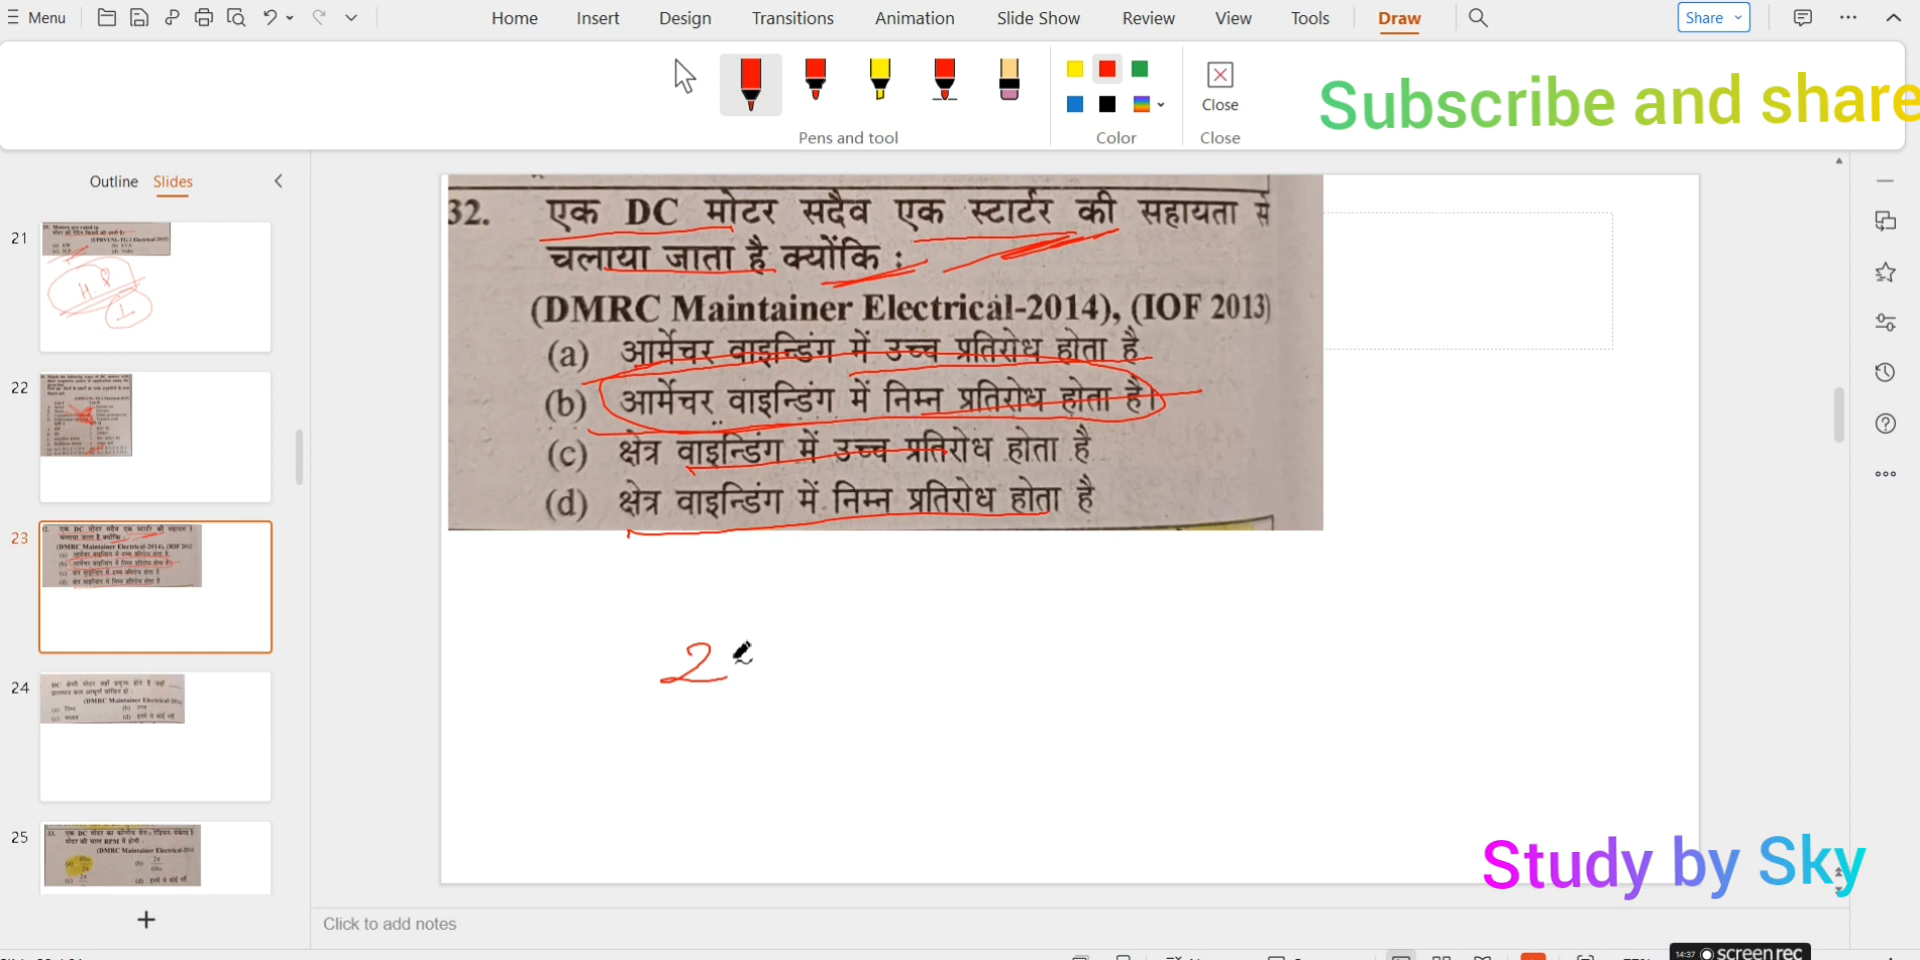 Menu
Home Insert Design Transitions Animation Slide Show Review View Tools Draw
Share
Pens and tool
Color
Close
Close
Subscribe and share
Outline Slides
21
22
23
24
25
32. एक DC मोटर सदैव एक स्टार्टर की सहायता से
चलाया जाता है क्योंकि :
(DMRC Maintainer Electrical-2014), (IOF 2013)
(a) आर्मेचर वाइन्डिंग में उच्च प्रतिरोध होता है
(b) आर्मेचर वाइन्डिंग में निम्न प्रतिरोध होता है।
(c) क्षेत्र वाइन्डिंग में उच्च प्रतिरोध होता है
(d) क्षेत्र वाइन्डिंग में निम्न प्रतिरोध होता है
2
Study by Sky
Click to add notes
14:37 screenrec